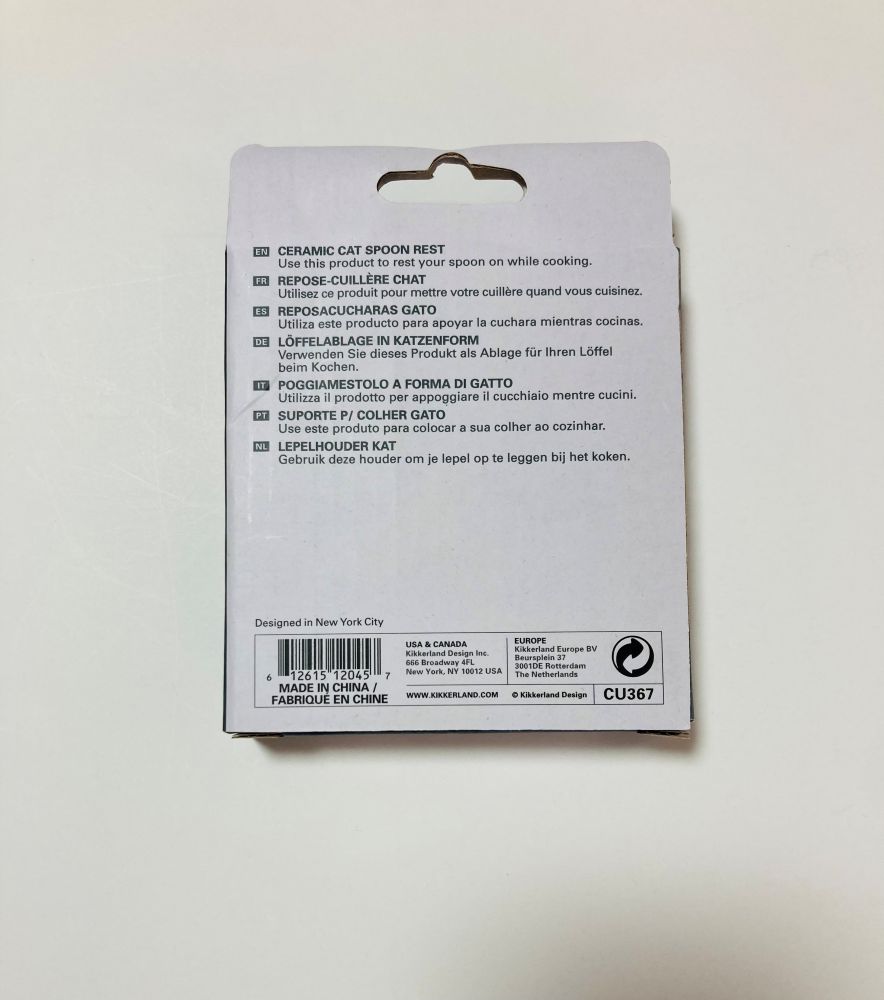 EN CERAMIC CAT SPOON REST
Use this product to rest your spoon on while cooking.
FR REPOSE-CUILLÈRE CHAT
Utilisez ce produit pour mettre votre cuillère quand vous cuisinez.
ES REPOSACUCHARAS GATO
Utiliza este producto para apoyar la cuchara mientras cocinas.
DE LÖFFELABLAGE IN KATZENFORM
Verwenden Sie dieses Produkt als Ablage für Ihren Löffel
beim Kochen.
IT POGGIAMESTOLO A FORMA DI GATTO
Utilizza il prodotto per appoggiare il cucchiaio mentre cucini.
PT SUPORTE P/ COLHER GATO
Use este produto para colocar a sua colher ao cozinhar.
NL LEPELHOUDER KAT
Gebruik deze houder om je lepel op te leggen bij het koken.
Designed in New York City
6 12615 12045 7
MADE IN CHINA /
FABRIQUÉ EN CHINE
USA & CANADA
Kikkerland Design Inc.
666 Broadway 4FL
New York, NY 10012 USA
EUROPE
Kikkerland Europe BV
Beursplein 37
3001DE Rotterdam
The Netherlands
WWW.KIKKERLAND.COM
© Kikkerland Design
CU367